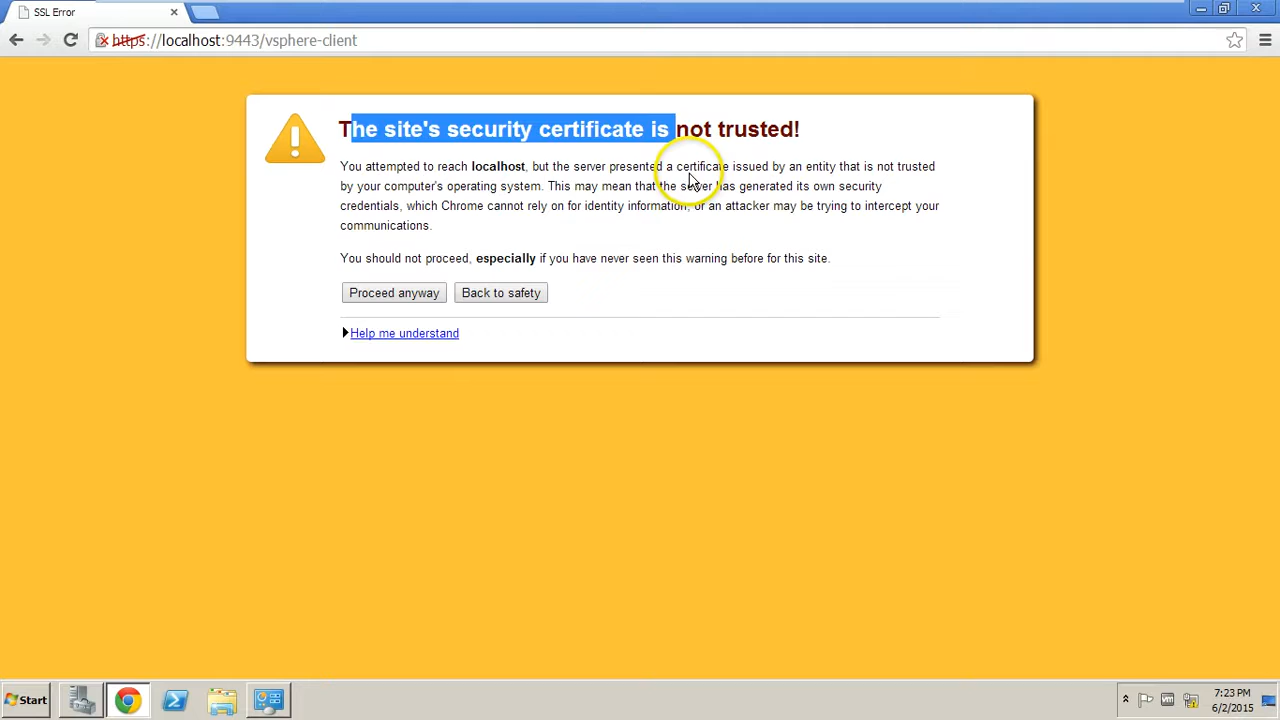 SSL Error
https://localhost:9443/vsphere-client
The site's security certificate is not trusted!
You attempted to reach localhost, but the server presented a certificate issued by an entity that is not trusted
by your computer's operating system. This may mean that the server has generated its own security
credentials, which Chrome cannot rely on for identity information, or an attacker may be trying to intercept your
communications.
You should not proceed, especially if you have never seen this warning before for this site.
Proceed anyway Back to safety
Help me understand
Start
7:23 PM
6/2/2015